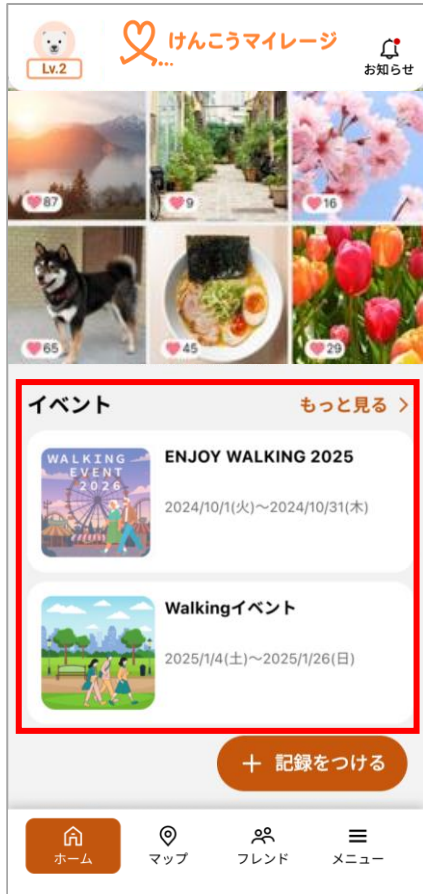 Lv.2
けんこうマイレージ
お知らせ
87
9
16
65
45
29
イベント
もっと見る
WALKING
EVENT
2026
ENJOY WALKING 2025
2024/10/1(火)～2024/10/31(木)
Walkingイベント
2025/1/4(土)～2025/1/26(日)
＋ 記録をつける
ホーム
マップ
フレンド
メニュー